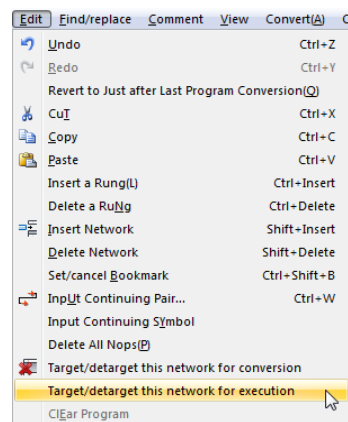 Edit Find/replace Comment View Convert(A)
Undo Ctrl+Z
Redo Ctrl+Y
Revert to Just after Last Program Conversion(Q)
CuT Ctrl+X
Copy Ctrl+C
Paste Ctrl+V
Insert a Rung(L) Ctrl+Insert
Delete a RuNg Ctrl+Delete
Insert Network Shift+Insert
Delete Network Shift+Delete
Set/cancel Bookmark Ctrl+Shift+B
InpUt Continuing Pair... Ctrl+W
Input Continuing SYmbol
Delete All Nops(P)
Target/detarget this network for conversion
Target/detarget this network for execution
ClEar Program